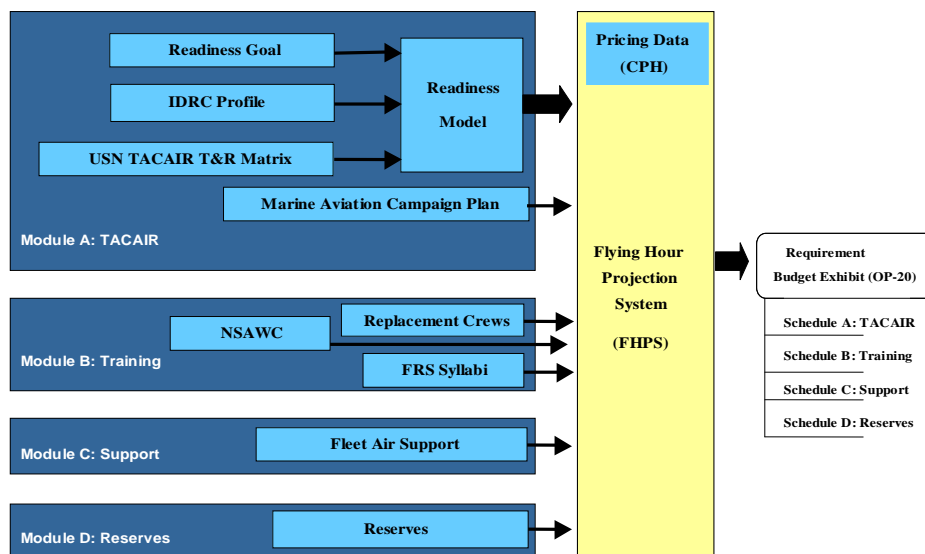 Readiness Goal
IDRC Profile
USN TACAIR T&R Matrix
Readiness
Model
Marine Aviation Campaign Plan
Module A: TACAIR
Replacement Crews
NSAWC
FRS Syllabi
Module B: Training
Fleet Air Support
Module C: Support
Reserves
Module D: Reserves
Pricing Data
(CPH)
Flying Hour
Projection
System
(FHPS)
Requirement
Budget Exhibit (OP-20)
Schedule A: TACAIR
Schedule B: Training
Schedule C: Support
Schedule D: Reserves